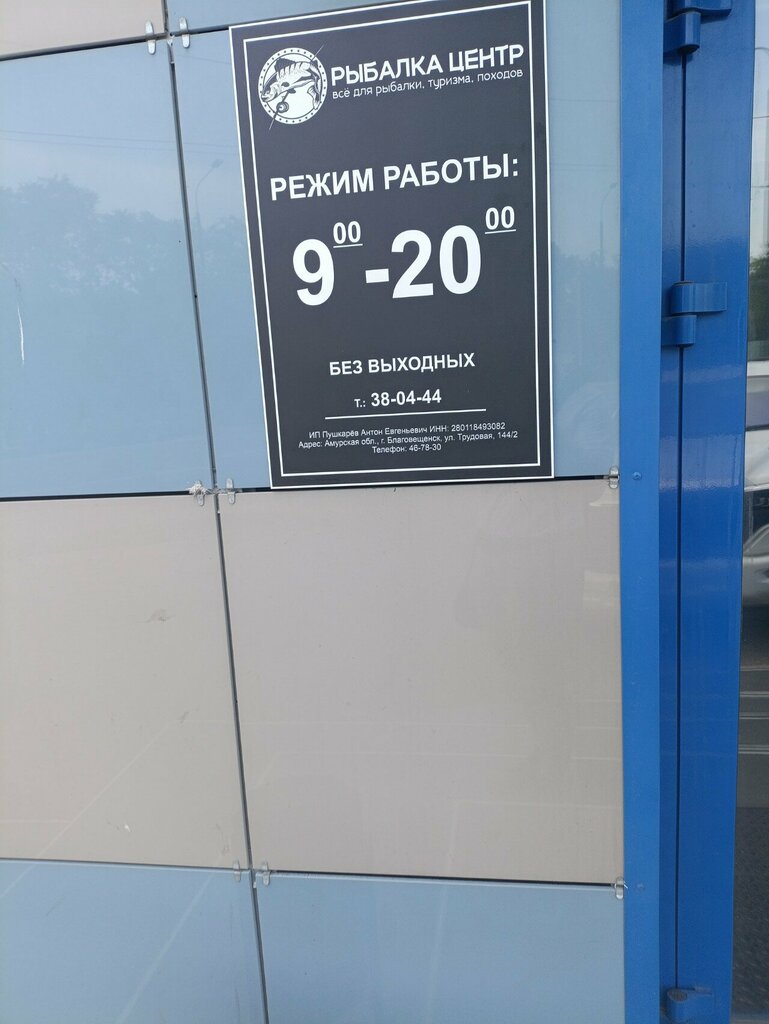 РЫБАЛКА ЦЕНТР
всё для рыбалки, туризма, походов
РЕЖИМ РАБОТЫ:
9 00 - 20 00
БЕЗ ВЫХОДНЫХ
т.: 38-04-44
ИП Пушкарёв Антон Евгеньевич ИНН: 280118493082
Адрес: Амурская обл., г. Благовещенск, ул. Трудовая, 144/2
Телефон: 46-78-30